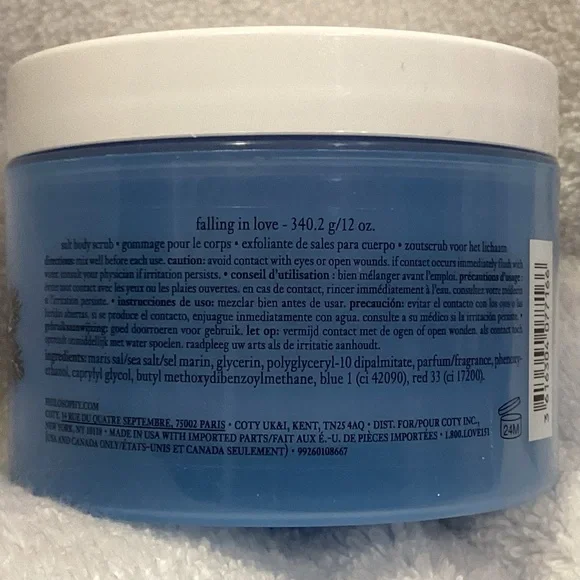 falling in love - 340.2 g/12 oz.
salt body scrub • gommage pour le corps • exfoliante de sales para cuerpo • zoutscrub voor het lichaam
directions: mix well before each use. caution: avoid contact with eyes or open wounds. if contact occurs immediately flush with
water. consult your physician if irritation persists. • conseil d'utilisation : bien mélanger avant l'emploi. précautions d'usage :
éviter tout contact avec les yeux ou les plaies ouvertes. en cas de contact, rincer immédiatement à l'eau. consultez votre médecin
si l'irritation persiste. • instrucciones de uso: mezclar bien antes de usar. precaución: evitar el contacto con los ojos o las
heridas abiertas. si se produce el contacto, enjuague inmediatamente con agua. consulte a su médico si la irritación persiste. •
gebruiksaanwijzing: goed doorroeren voor gebruik. let op: vermijd contact met de ogen of open wonden. als contact
optreedt onmiddellijk met water spoelen. raadpleeg uw arts als de irritatie aanhoudt.
ingredients: maris sal/sea salt/sel marin, glycerin, polyglyceryl-10 dipalmitate, parfum/fragrance, phenoxy-
ethanol, caprylyl glycol, butyl methoxydibenzoylmethane, blue 1 (ci 42090), red 33 (ci 17200).
PHILOSOPHY.COM
COTY, 14 RUE DU QUATRE SEPTEMBRE, 75002 PARIS • COTY UK&I, KENT, TN25 4AQ • DIST. FOR/POUR COTY INC.,
NEW YORK, NY 10118 • MADE IN USA WITH IMPORTED PARTS/FAIT AUX É.-U. DE PIÈCES IMPORTÉES • 1.800.LOVE151
(USA AND CANADA ONLY/ÉTATS-UNIS ET CANADA SEULEMENT) • 99260108667
24M
3 616304 077166